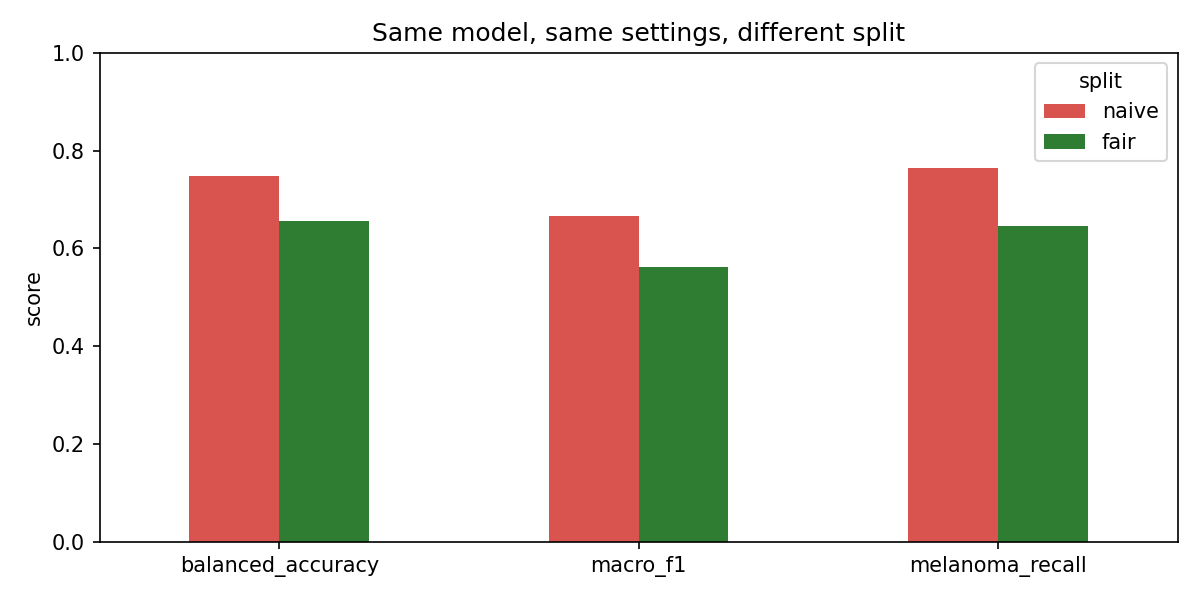 Same model, same settings, different split
split
naive
fair
1.0
0.8
0.6
0.4
0.2
0.0
score
balanced_accuracy
macro_f1
melanoma_recall